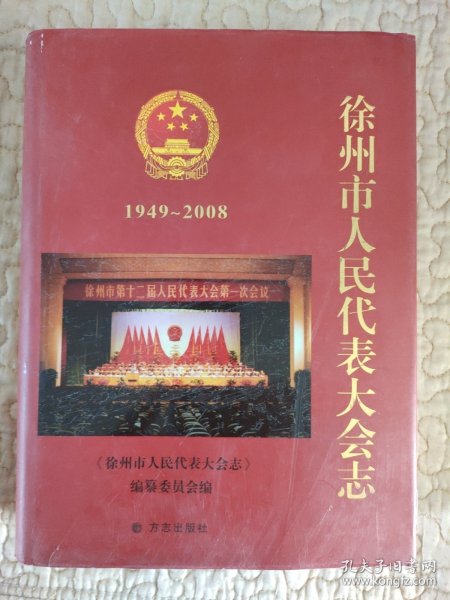 徐州市人民代表大会志
1949~2008
徐州市第十二届人民代表大会第一次会议
《徐州市人民代表大会志》
编纂委员会编
方志出版社
孔夫子旧书网
www.kongfz.com